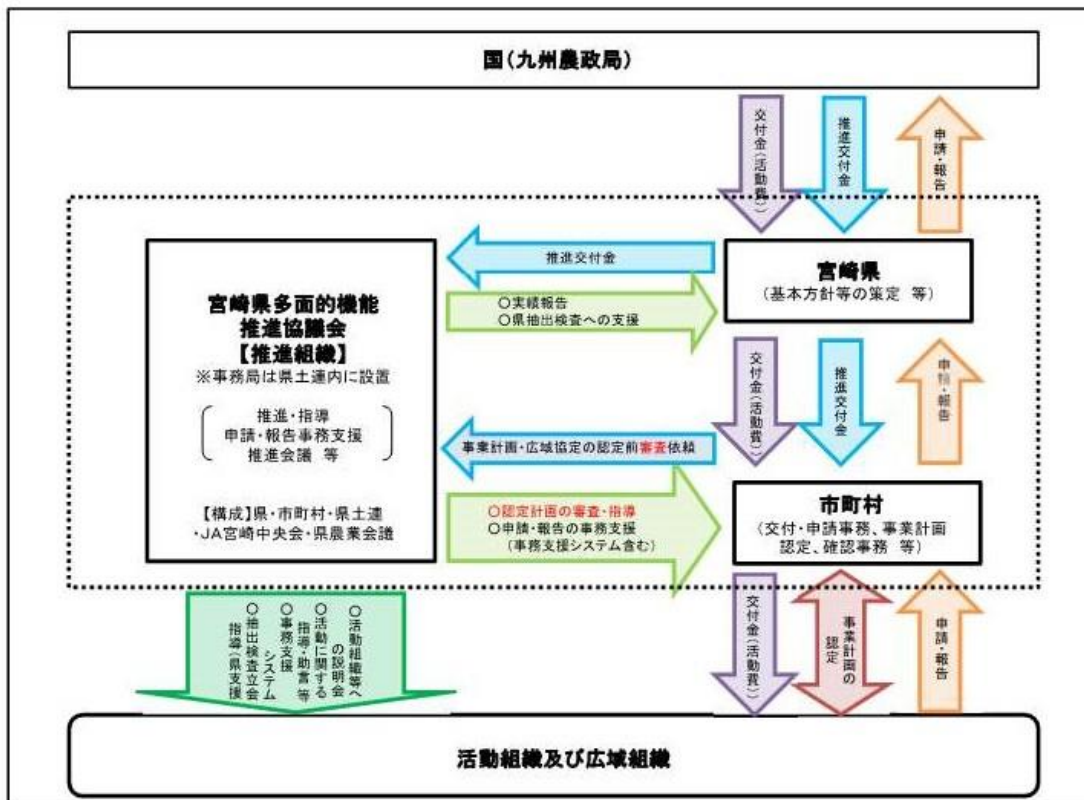 国(九州農政局)
交付金(活動費)
推進交付金
申請・報告
宮崎県多面的機能
推進協議会
【推進組織】
※事務局は県土連内に設置
推進・指導
申請・報告事務支援
推進会議 等
【構成】県・市町村・県土連
・JA宮崎中央会・県農業会議
推進交付金
○実績報告
○県抽出検査への支援
宮崎県
(基本方針等の策定 等)
交付金(活動費)
推進交付金
申請・報告
事業計画・広域協定の認定前審査依頼
○認定計画の審査・指導
○申請・報告の事務支援
(事務支援システム含む)
市町村
(交付・申請事務、事業計画
認定、確認事務 等)
○活動組織等へ
の説明会
○活動に関する
指導・助言 等
○事務支援
システム
○抽出検査立会
指導(県支援
交付金(活動費)
事業計画の
認定
申請・報告
活動組織及び広域組織